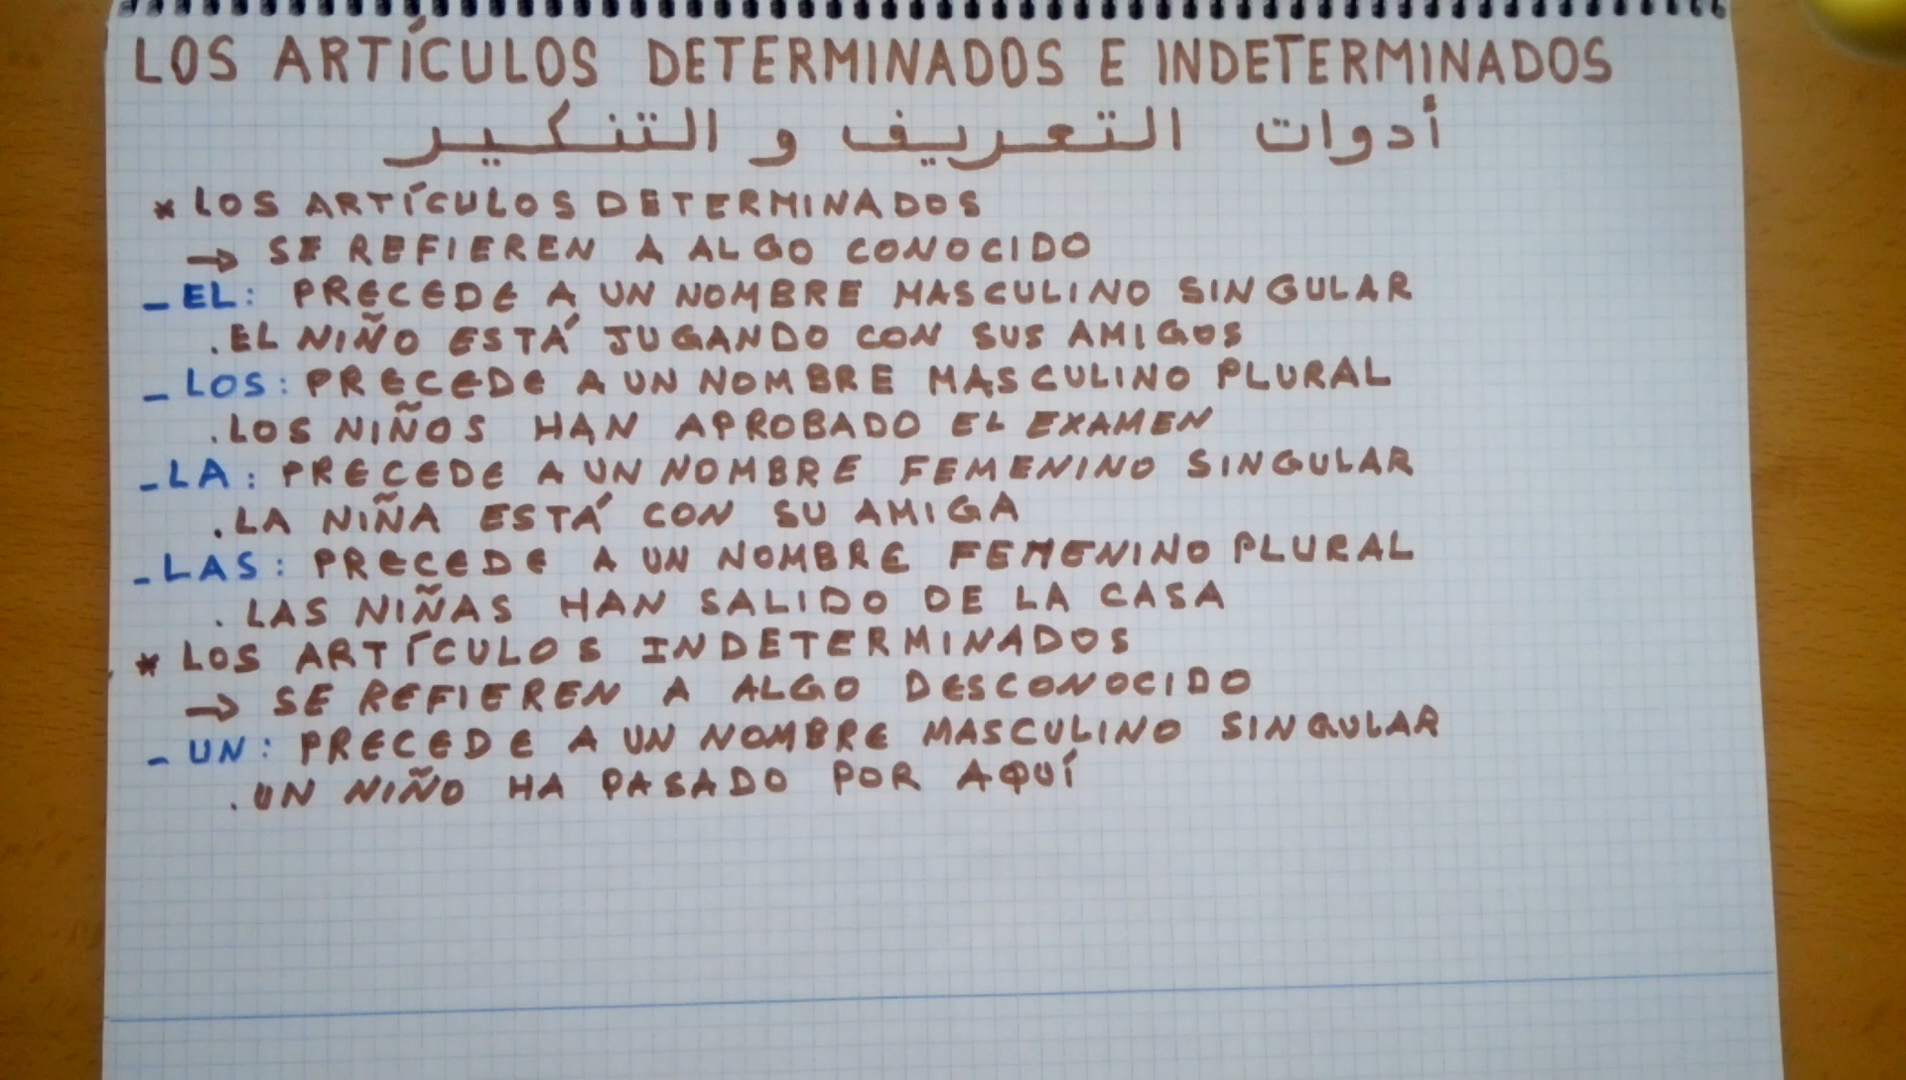 LOS ARTÍCULOS DETERMINADOS E INDETERMINADOS
أدوات التعريف و التنكير
* LOS ARTÍCULOS DETERMINADOS
→ SE REFIEREN A ALGO CONOCIDO
_ EL: PRECEDE A UN NOMBRE MASCULINO SINGULAR
. EL NIÑO ESTÁ JUGANDO CON SUS AMIGOS
_ LOS: PRECEDE A UN NOMBRE MASCULINO PLURAL
. LOS NIÑOS HAN APROBADO EL EXAMEN
_ LA: PRECEDE A UN NOMBRE FEMENINO SINGULAR
. LA NIÑA ESTÁ CON SU AMIGA
_ LAS: PRECEDE A UN NOMBRE FEMENINO PLURAL
. LAS NIÑAS HAN SALIDO DE LA CASA
* LOS ARTÍCULOS INDETERMINADOS
→ SE REFIEREN A ALGO DESCONOCIDO
_ UN: PRECEDE A UN NOMBRE MASCULINO SINGULAR
. UN NIÑO HA PASADO POR AQUÍ